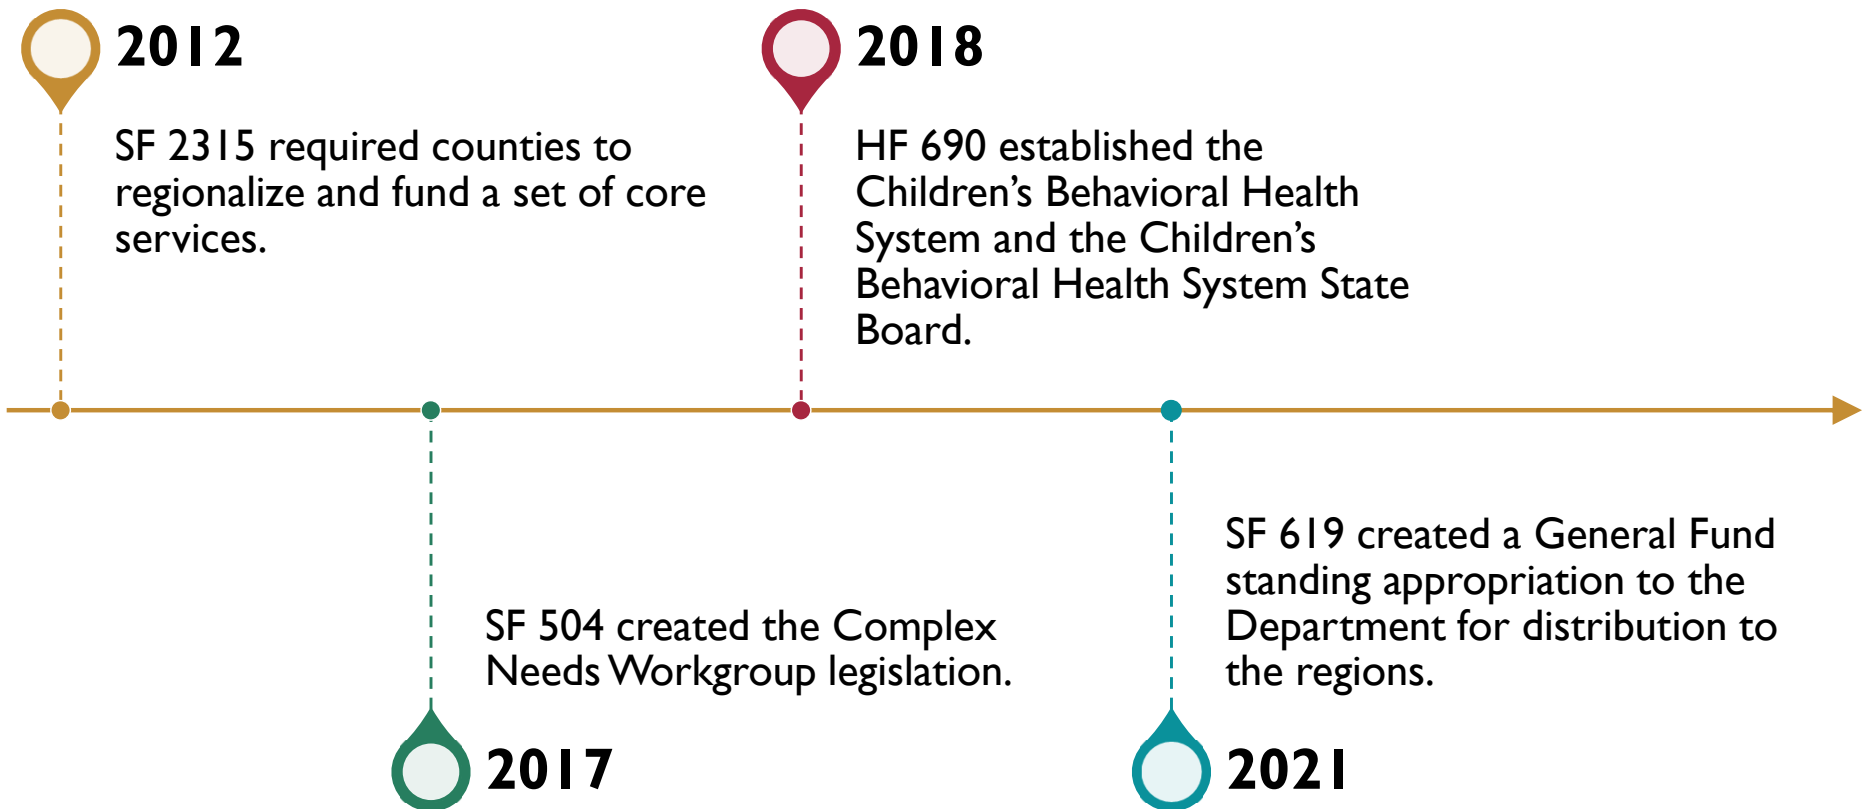 2012
SF 2315 required counties to
regionalize and fund a set of core
services.
2017
SF 504 created the Complex
Needs Workgroup legislation.
2018
HF 690 established the
Children’s Behavioral Health
System and the Children’s
Behavioral Health System State
Board.
2021
SF 619 created a General Fund
standing appropriation to the
Department for distribution to
the regions.